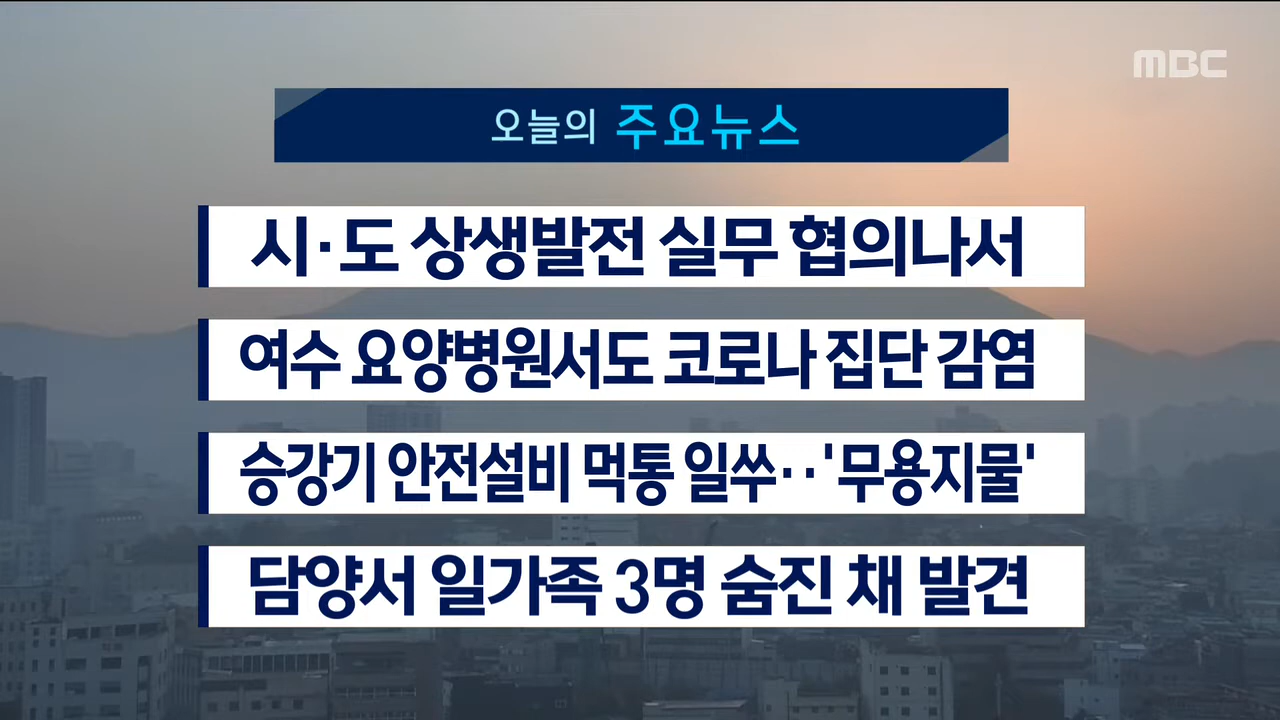 MBC
오늘의 주요뉴스
시·도 상생발전 실무 협의나서
여수 요양병원서도 코로나 집단 감염
승강기 안전설비 먹통 일쑤‥'무용지물'
담양서 일가족 3명 숨진 채 발견